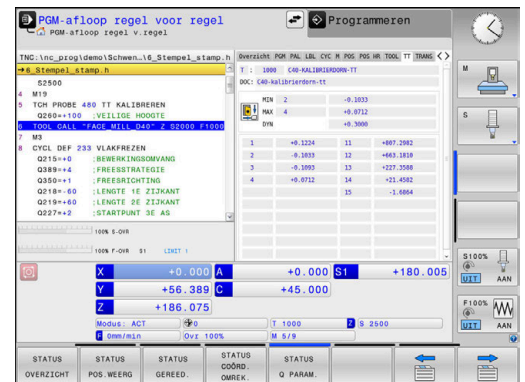 PGM-afloop regel voor regel
PGM-afloop regel v.regel
Programmeren
TNC:\nc_prog\demo\Schwen…\6_Stempel_stamp.h
→6_Stempel_stamp.h
S2500
4 M19
5 TCH PROBE 480 TT KALIBREREN
Q260=+100 ;VEILIGE HOOGTE
6 TOOL CALL "FACE_MILL_D40" Z S2000 F1000
7 M3
8 CYCL DEF 233 VLAKFREZEN
Q215=+0 ;BEWERKINGSOMVANG
Q389=+4 ;FREESSTRATEGIE
Q350=+1 ;FREESRICHTING
Q218=-60 ;LENGTE 1E ZIJKANT
Q219=+60 ;LENGTE 2E ZIJKANT
Q227=+2 ;STARTPUNT 3E AS
Overzicht PGM PAL LBL CYC M POS POS HR TOOL TT TRANS
T : 1000 C40-KALIBRIERDORN-TT
DOC: C40-kalibrierdorn-tt
MIN 2 -0.1033
MAX 4 +0.0712
DYN +0.3000
1 +0.1224 11 +807.2982
2 -0.1033 12 +663.1810
3 -0.1093 13 +227.3588
4 +0.0712 14 +21.4582
15 -1.6864
100% S-OVR
100% F-OVR S1 LIMIT 1
X +0.000 A +0.000 S1 +180.005
Y +56.389 C +45.000
Z +186.075
Modus: ACT 0 T 1000 Z S 2500
F 0mm/min Ovr 100% M 5/9
M
S
S100%
UIT AAN
F100%
UIT AAN
STATUS OVERZICHT
STATUS POS.WEERG
STATUS GEREED.
STATUS COÖRD. OMREK.
STATUS Q PARAM.